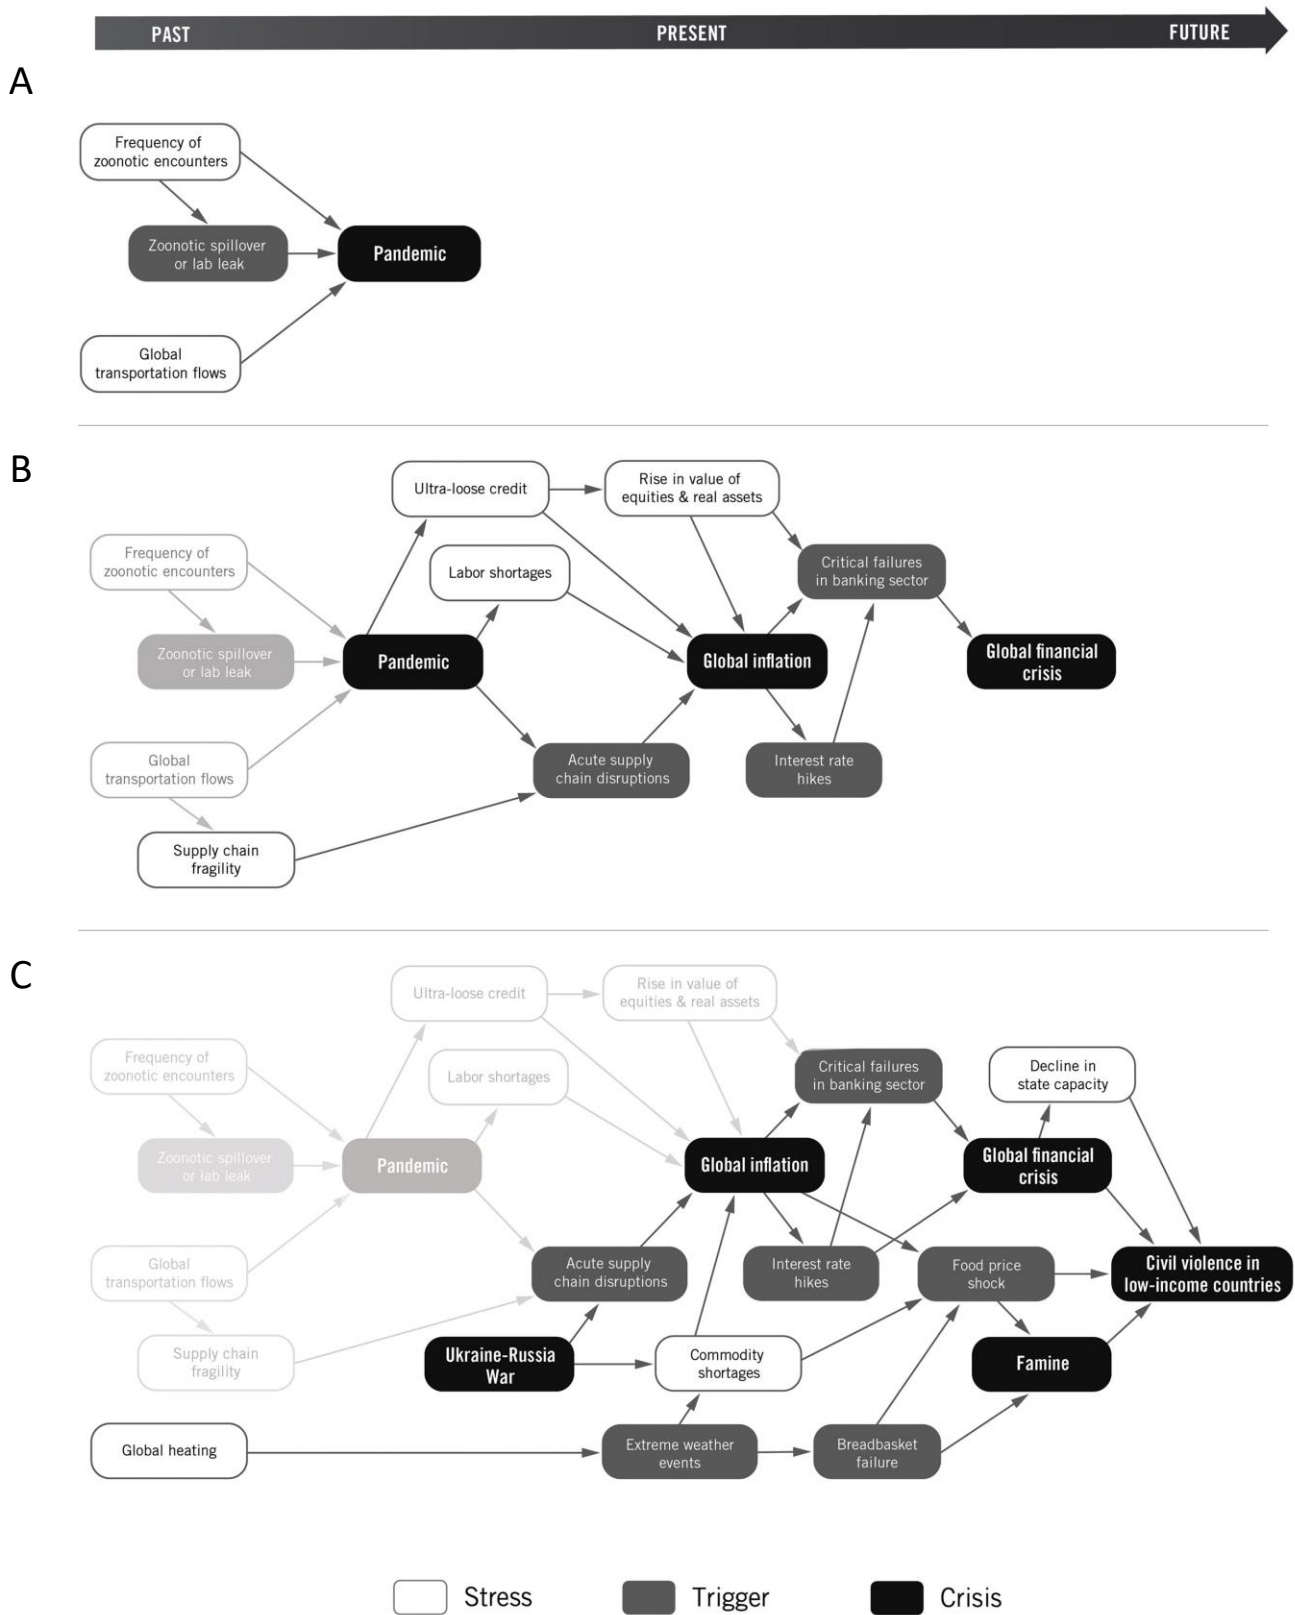 PAST PRESENT FUTURE
A
Frequency of
zoonotic encounters
Zoonotic spillover
or lab leak
Pandemic
Global
transportation flows
B
Ultra-loose credit
Rise in value of
equities & real assets
Frequency of
zoonotic encounters
Labor shortages
Critical failures
in banking sector
Zoonotic spillover
or lab leak
Pandemic
Global inflation
Global financial
crisis
Global
transportation flows
Acute supply
chain disruptions
Interest rate
hikes
Supply chain
fragility
C
Ultra-loose credit
Rise in value of
equities & real assets
Frequency of
zoonotic encounters
Labor shortages
Critical failures
in banking sector
Decline in
state capacity
Zoonotic spillover
or lab leak
Pandemic
Global inflation
Global financial
crisis
Global
transportation flows
Acute supply
chain disruptions
Interest rate
hikes
Food price
shock
Civil violence in
low-income countries
Supply chain
fragility
Ukraine-Russia
War
Commodity
shortages
Famine
Global heating
Extreme weather
events
Breadbasket
failure
Stress
Trigger
Crisis